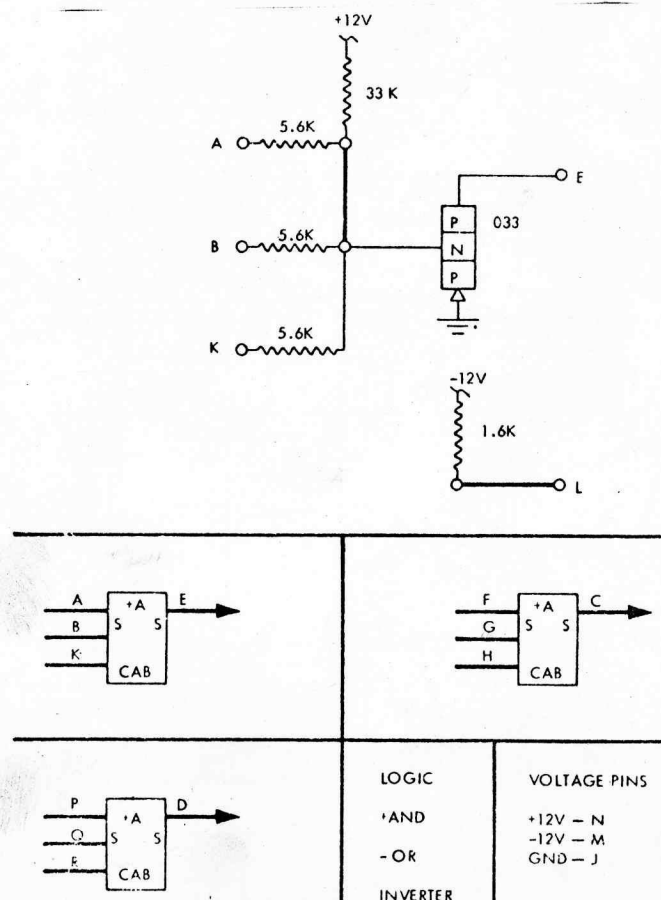 +12V
33 K
5.6K
A
E
P
033
5.6K
B
N
P
5.6K
K
-12V
1.6K
L
A
+A
E
B
S
S
K
CAB
F
+A
C
G
S
S
H
CAB
P
+A
D
Q
S
S
R
CAB
LOGIC
+AND
-OR
INVERTER
VOLTAGE PINS
+12V — N
-12V — M
GND — J